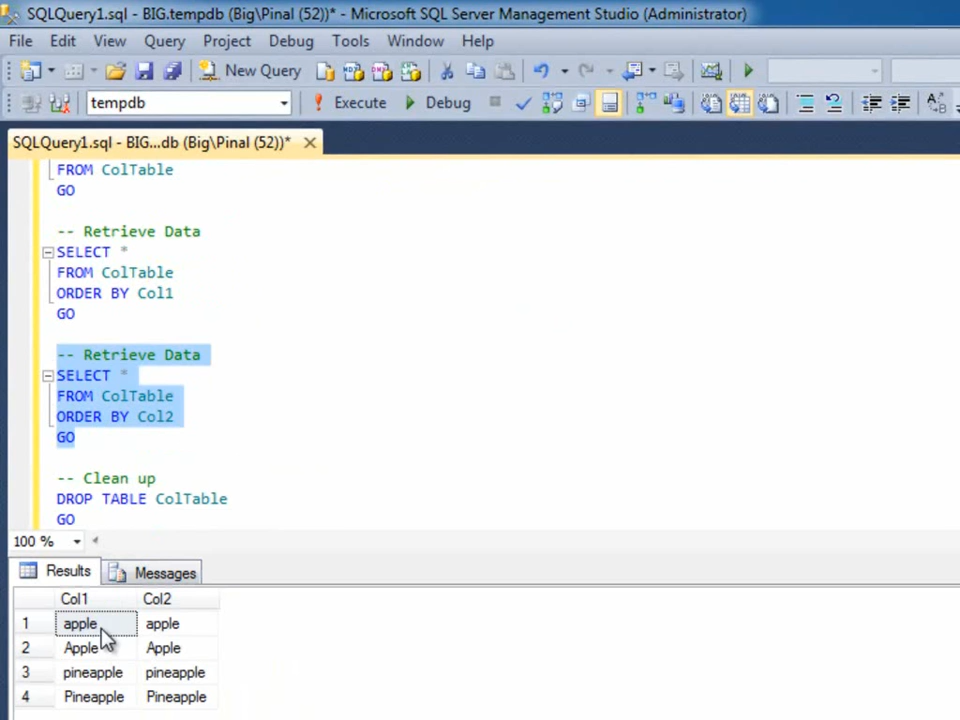 SQLQuery1.sql - BIG.tempdb (Big\Pinal (52))* - Microsoft SQL Server Management Studio (Administrator)
File Edit View Query Project Debug Tools Window Help
New Query
tempdb Execute Debug
SQLQuery1.sql - BIG...db (Big\Pinal (52))*
FROM ColTable
GO
-- Retrieve Data
SELECT *
FROM ColTable
ORDER BY Col1
GO
-- Retrieve Data
SELECT *
FROM ColTable
ORDER BY Col2
GO
-- Clean up
DROP TABLE ColTable
GO
100 %
Results Messages
Col1 Col2
1 apple apple
2 Apple Apple
3 pineapple pineapple
4 Pineapple Pineapple